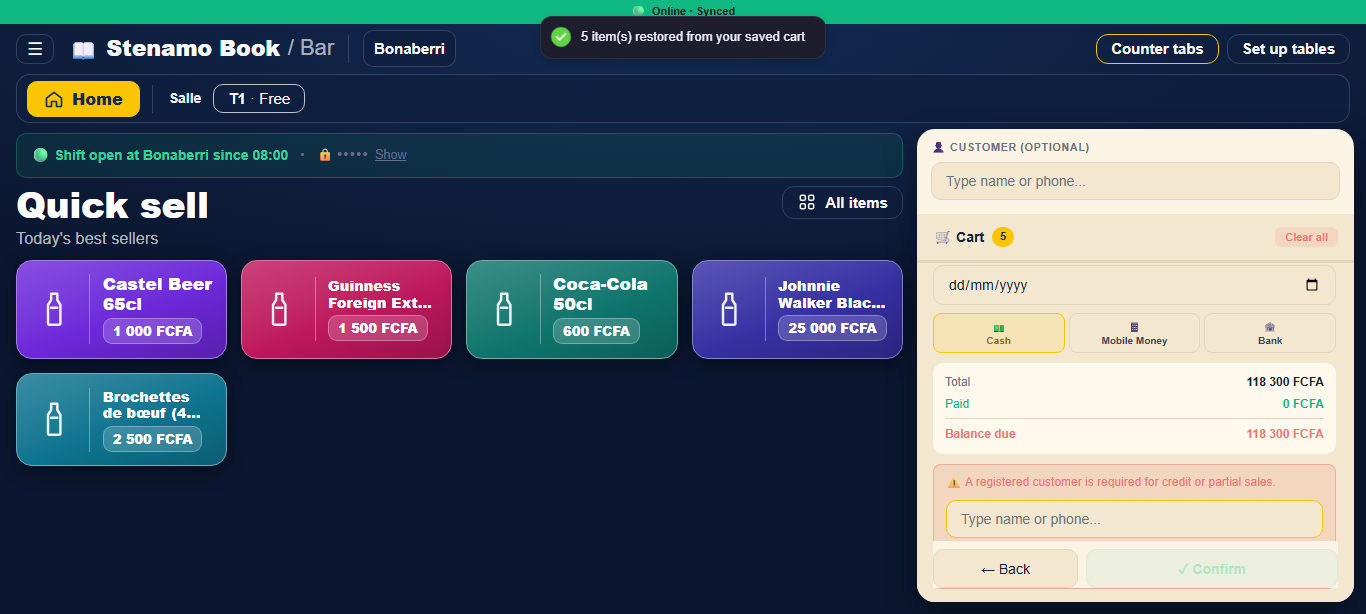 Online · Synced
5 item(s) restored from your saved cart
Stenamo Book / Bar
Bonaberri
Counter tabs
Set up tables
Home
Salle
T1 · Free
Shift open at Bonaberri since 08:00 · ••••• Show
Quick sell
All items
Today's best sellers
Castel Beer
65cl
1 000 FCFA
Guinness
Foreign Ext...
1 500 FCFA
Coca-Cola
50cl
600 FCFA
Johnnie
Walker Blac...
25 000 FCFA
Brochettes
de bœuf (4...
2 500 FCFA
CUSTOMER (OPTIONAL)
Type name or phone...
Cart 5
Clear all
dd/mm/yyyy
Cash
Mobile Money
Bank
Total 118 300 FCFA
Paid 0 FCFA
Balance due 118 300 FCFA
A registered customer is required for credit or partial sales.
Type name or phone...
← Back
✓ Confirm